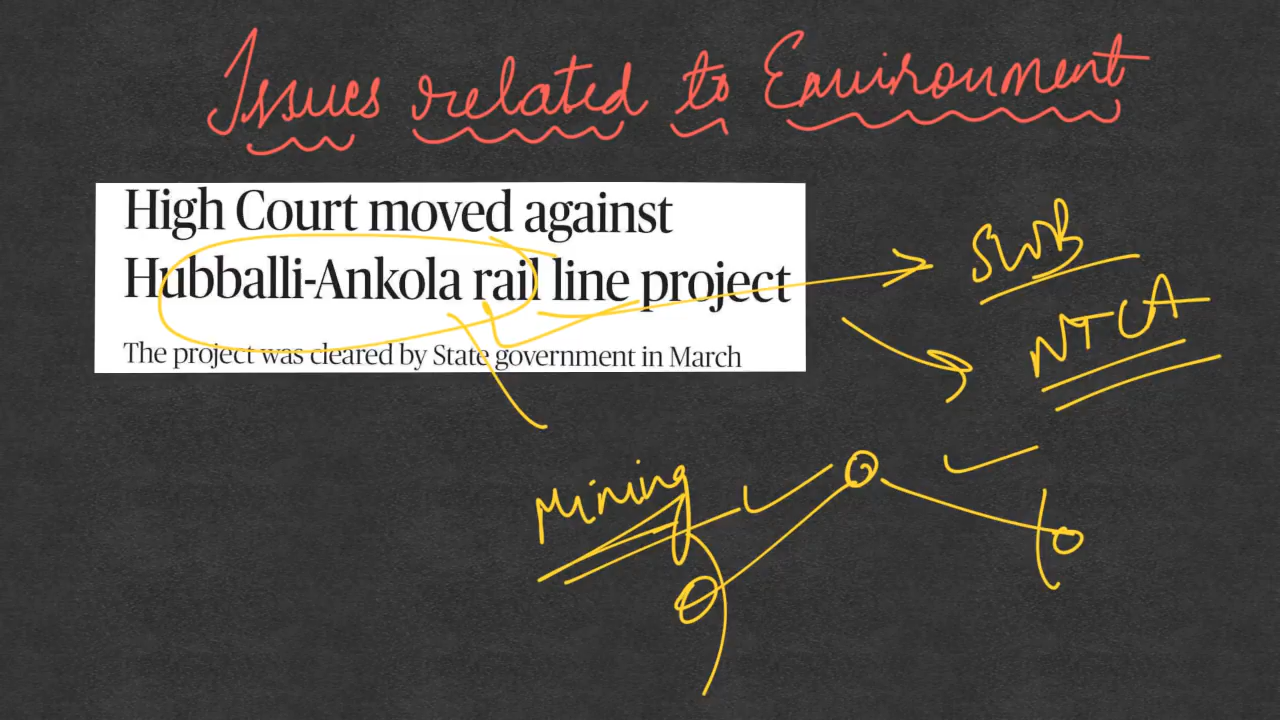 Issues related to Environment
High Court moved against
Hubballi-Ankola rail line project
The project was cleared by State government in March
SWB
NTCA
Mining